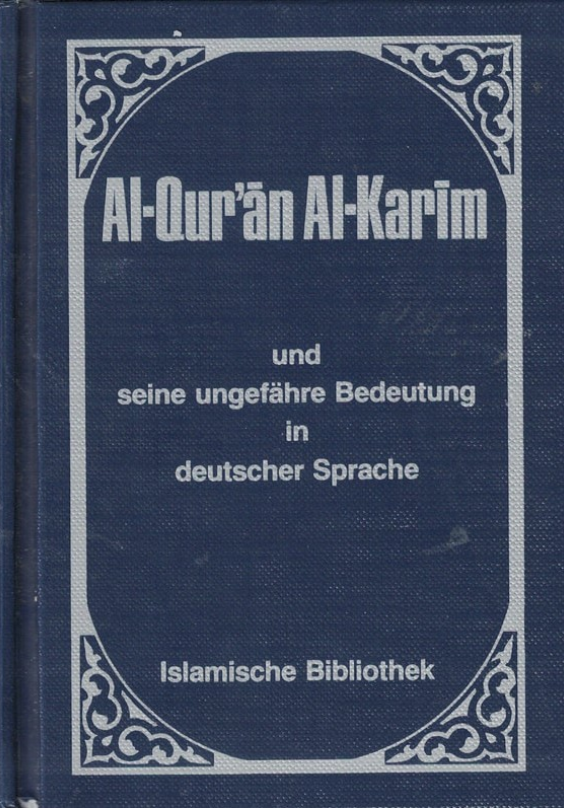 Al-Qur'ān Al-Karīm
und
seine ungefähre Bedeutung
in
deutscher Sprache
Islamische Bibliothek